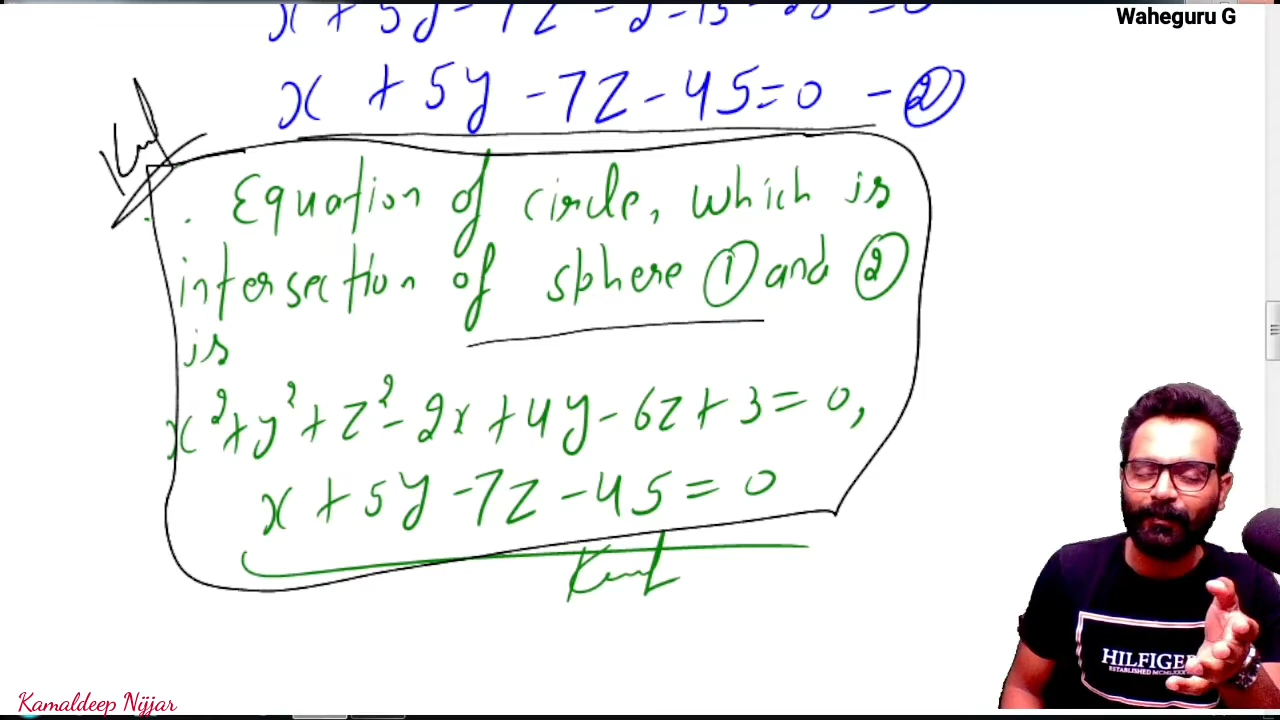 Waheguru G
x + 5y - 7z - 45 = 0 - ②
∴ Equation of circle, which is
intersection of sphere ① and ②
is
x² + y² + z² - 2x + 4y - 6z + 3 = 0,
x + 5y - 7z - 45 = 0
HILFIGER
Kamaldeep Nijjar